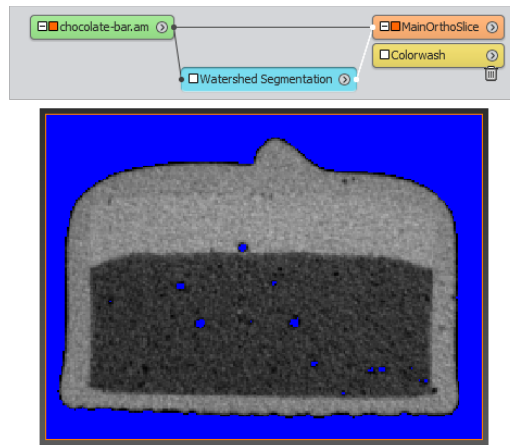 chocolate-bar.am
MainOrthoSlice
Colorwash
Watershed Segmentation